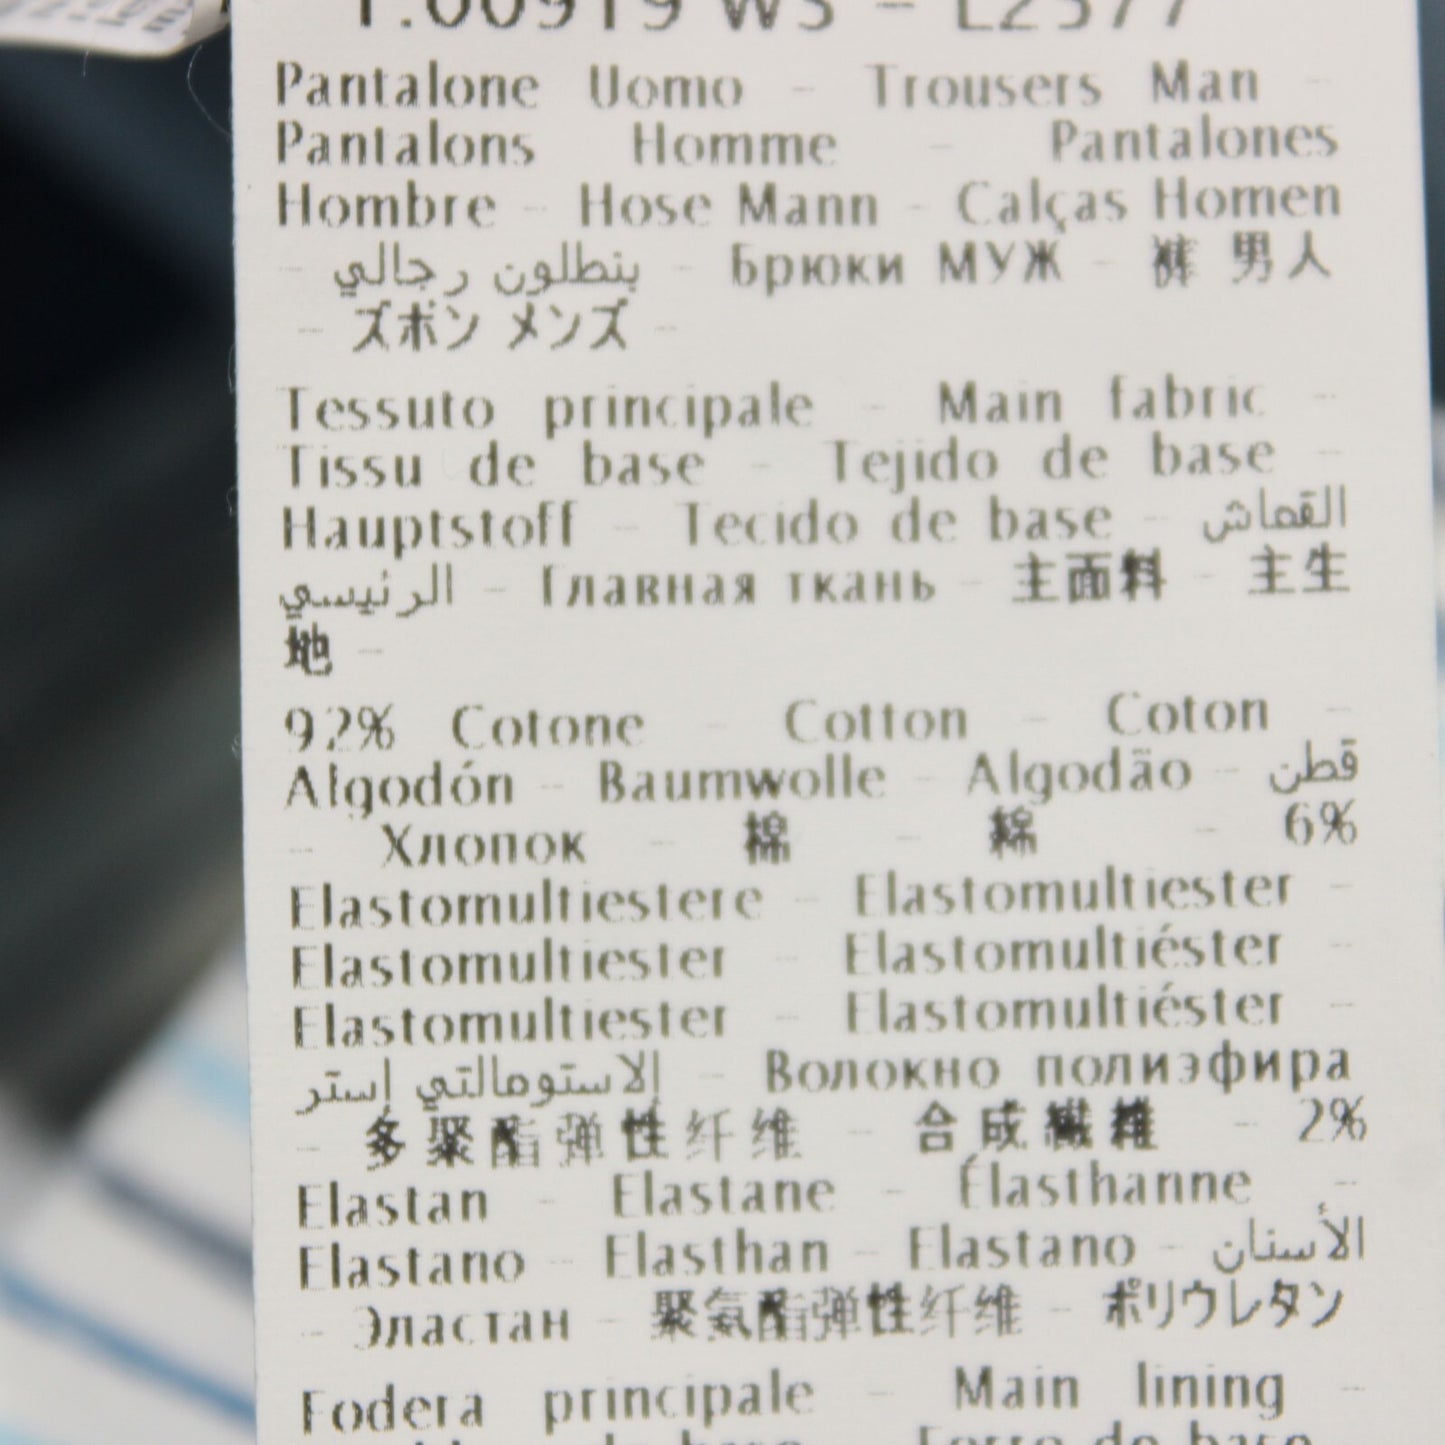 Pantalone Uomo - Trousers Man -
Pantalons Homme - Pantalones
Hombre - Hose Mann - Calças Homen
- بنطلون رجالي - Брюки МУЖ - 裤 男人
- ズボン メンズ -
Tessuto principale - Main fabric -
Tissu de base - Tejido de base -
Hauptstoff - Tecido de base - القماش
الرئيسي - Главная ткань - 主面料 - 主生
地 -
92% Cotone - Cotton - Coton -
Algodón - Baumwolle - Algodão - قطن
- Хлопок - 棉 - 綿 - 6%
Elastomultiestere - Elastomultiester -
Elastomultiester - Elastomultiéster -
Elastomultiester - Elastomultiéster -
إلاستومالتي إستر - Волокно полиэфира
- 多聚酯弹性纤维 - 合成繊維 - 2%
Elastan - Elastane - Élasthanne -
Elastano - Elasthan - Elastano - الأسنان
- Эластан - 聚氨酯弹性纤维 - ポリウレタン
Fodera principale - Main lining -